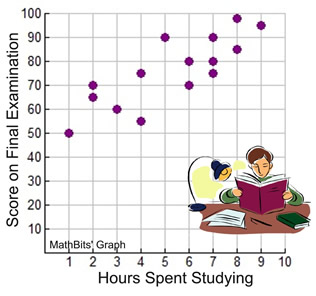 Score on Final Examination
100
90
80
70
60
50
40
30
20
10
MathBits' Graph
1 2 3 4 5 6 7 8 9 10
Hours Spent Studying